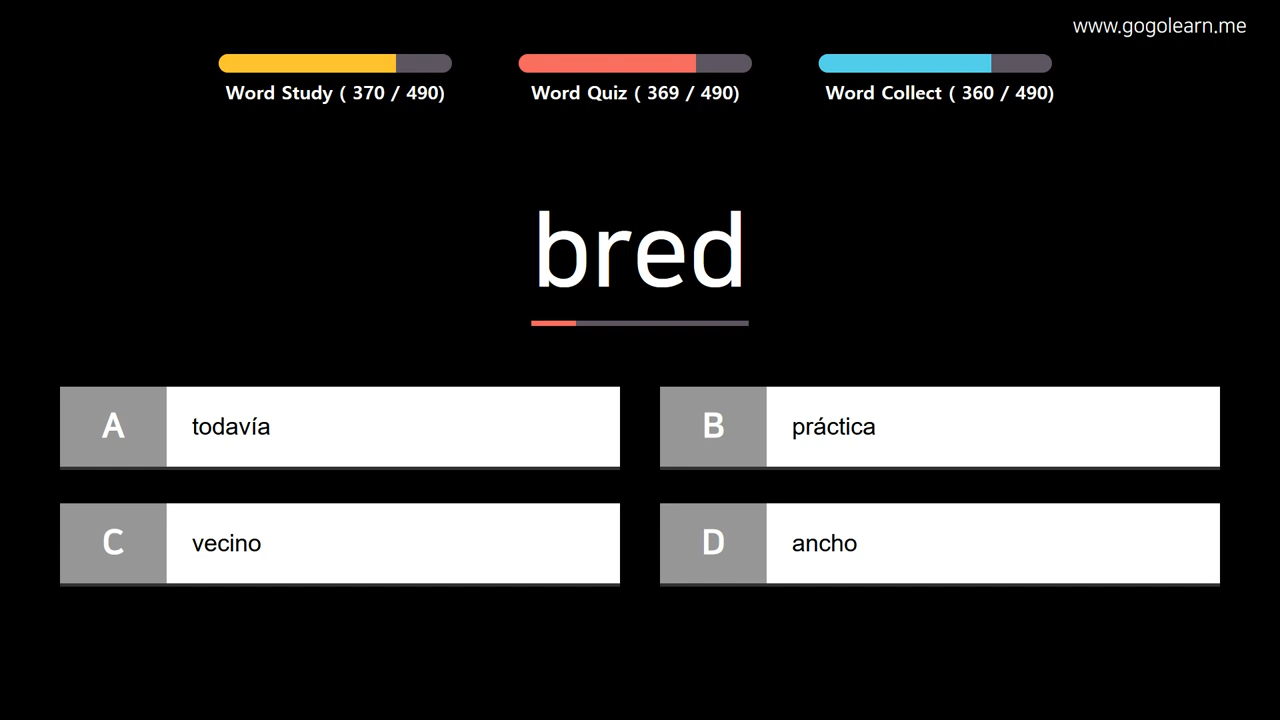 www.gogolearn.me
Word Study ( 370 / 490)
Word Quiz ( 369 / 490)
Word Collect ( 360 / 490)
bred
A todavía
B práctica
C vecino
D ancho